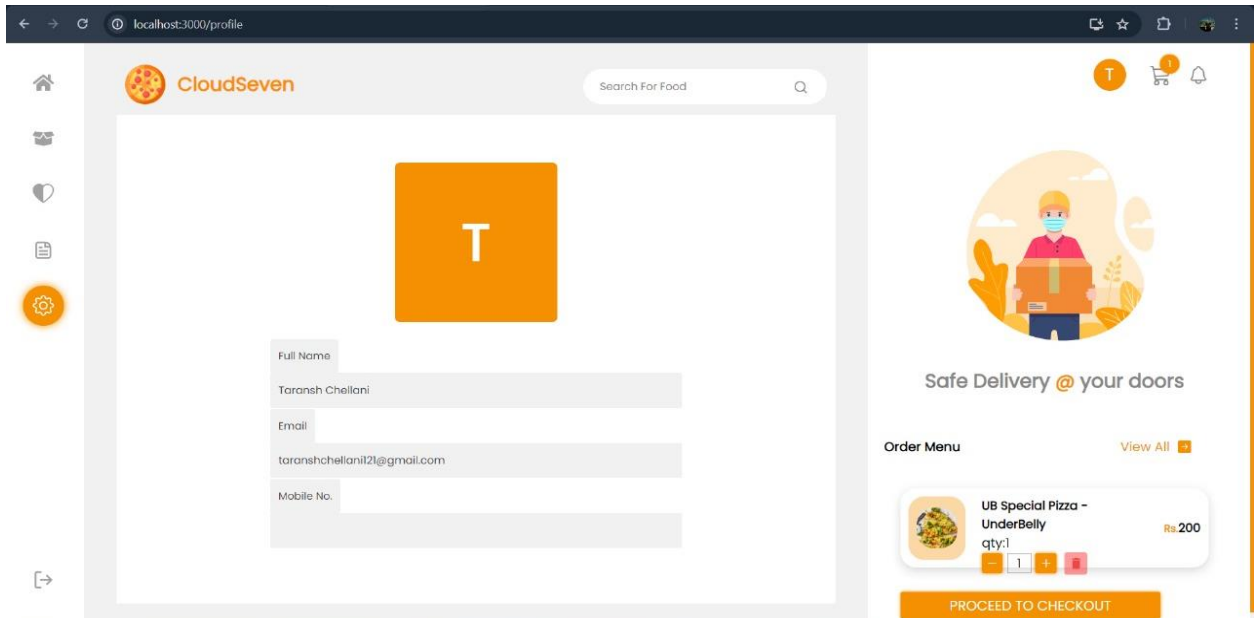 localhost:3000/profile
CloudSeven
Search For Food
T
1
T
Full Name
Taransh Chellani
Email
taranshchellani121@gmail.com
Mobile No.
Safe Delivery @ your doors
Order Menu
View All
UB Special Pizza -
UnderBelly
Rs.200
qty:1
- 1 +
PROCEED TO CHECKOUT